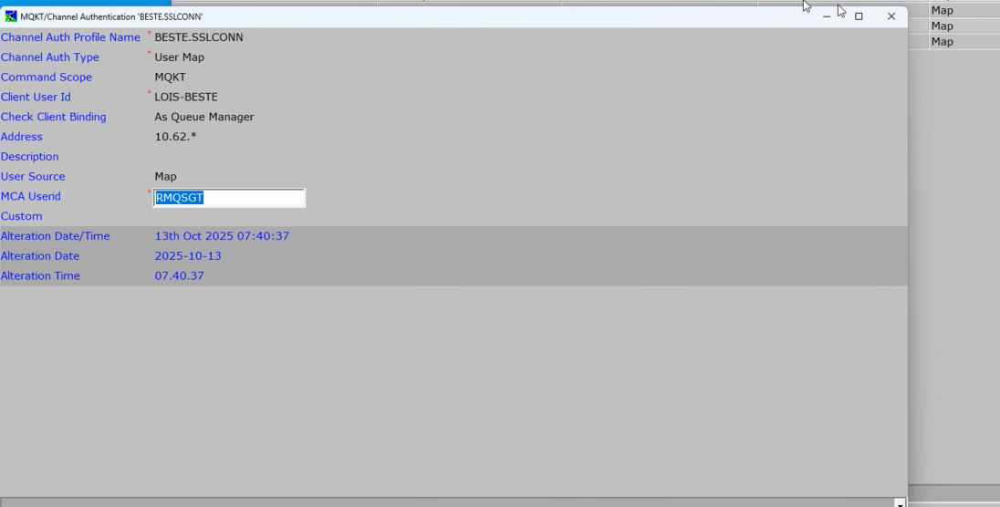 MQKT/Channel Authentication 'BESTE.SSLCONN'
Map
Map
Map
Channel Auth Profile Name * BESTE.SSLCONN
Channel Auth Type * User Map
Command Scope MQKT
Client User Id * LOIS-BESTE
Check Client Binding As Queue Manager
Address 10.62.*
Description
User Source Map
MCA Userid * RMQSGT
Custom
Alteration Date/Time 13th Oct 2025 07:40:37
Alteration Date 2025-10-13
Alteration Time 07.40.37